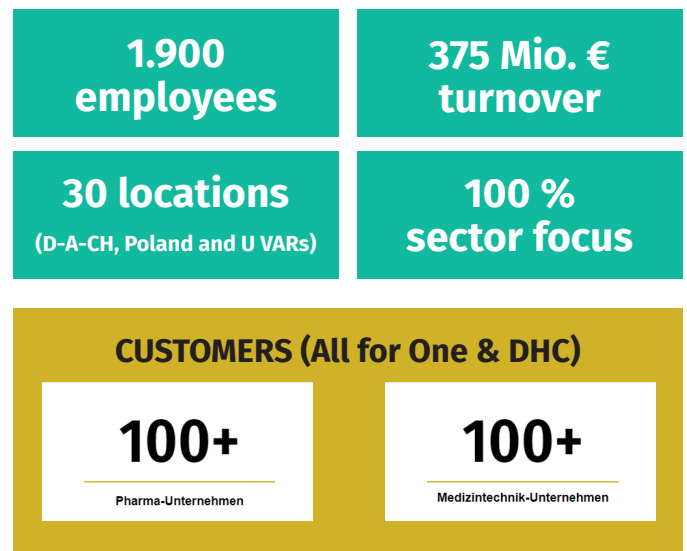 1.900
employees
375 Mio. €
turnover
30 locations
(D-A-CH, Poland and U VARs)
100 %
sector focus
CUSTOMERS (All for One & DHC)
100+
Pharma-Unternehmen
100+
Medizintechnik-Unternehmen